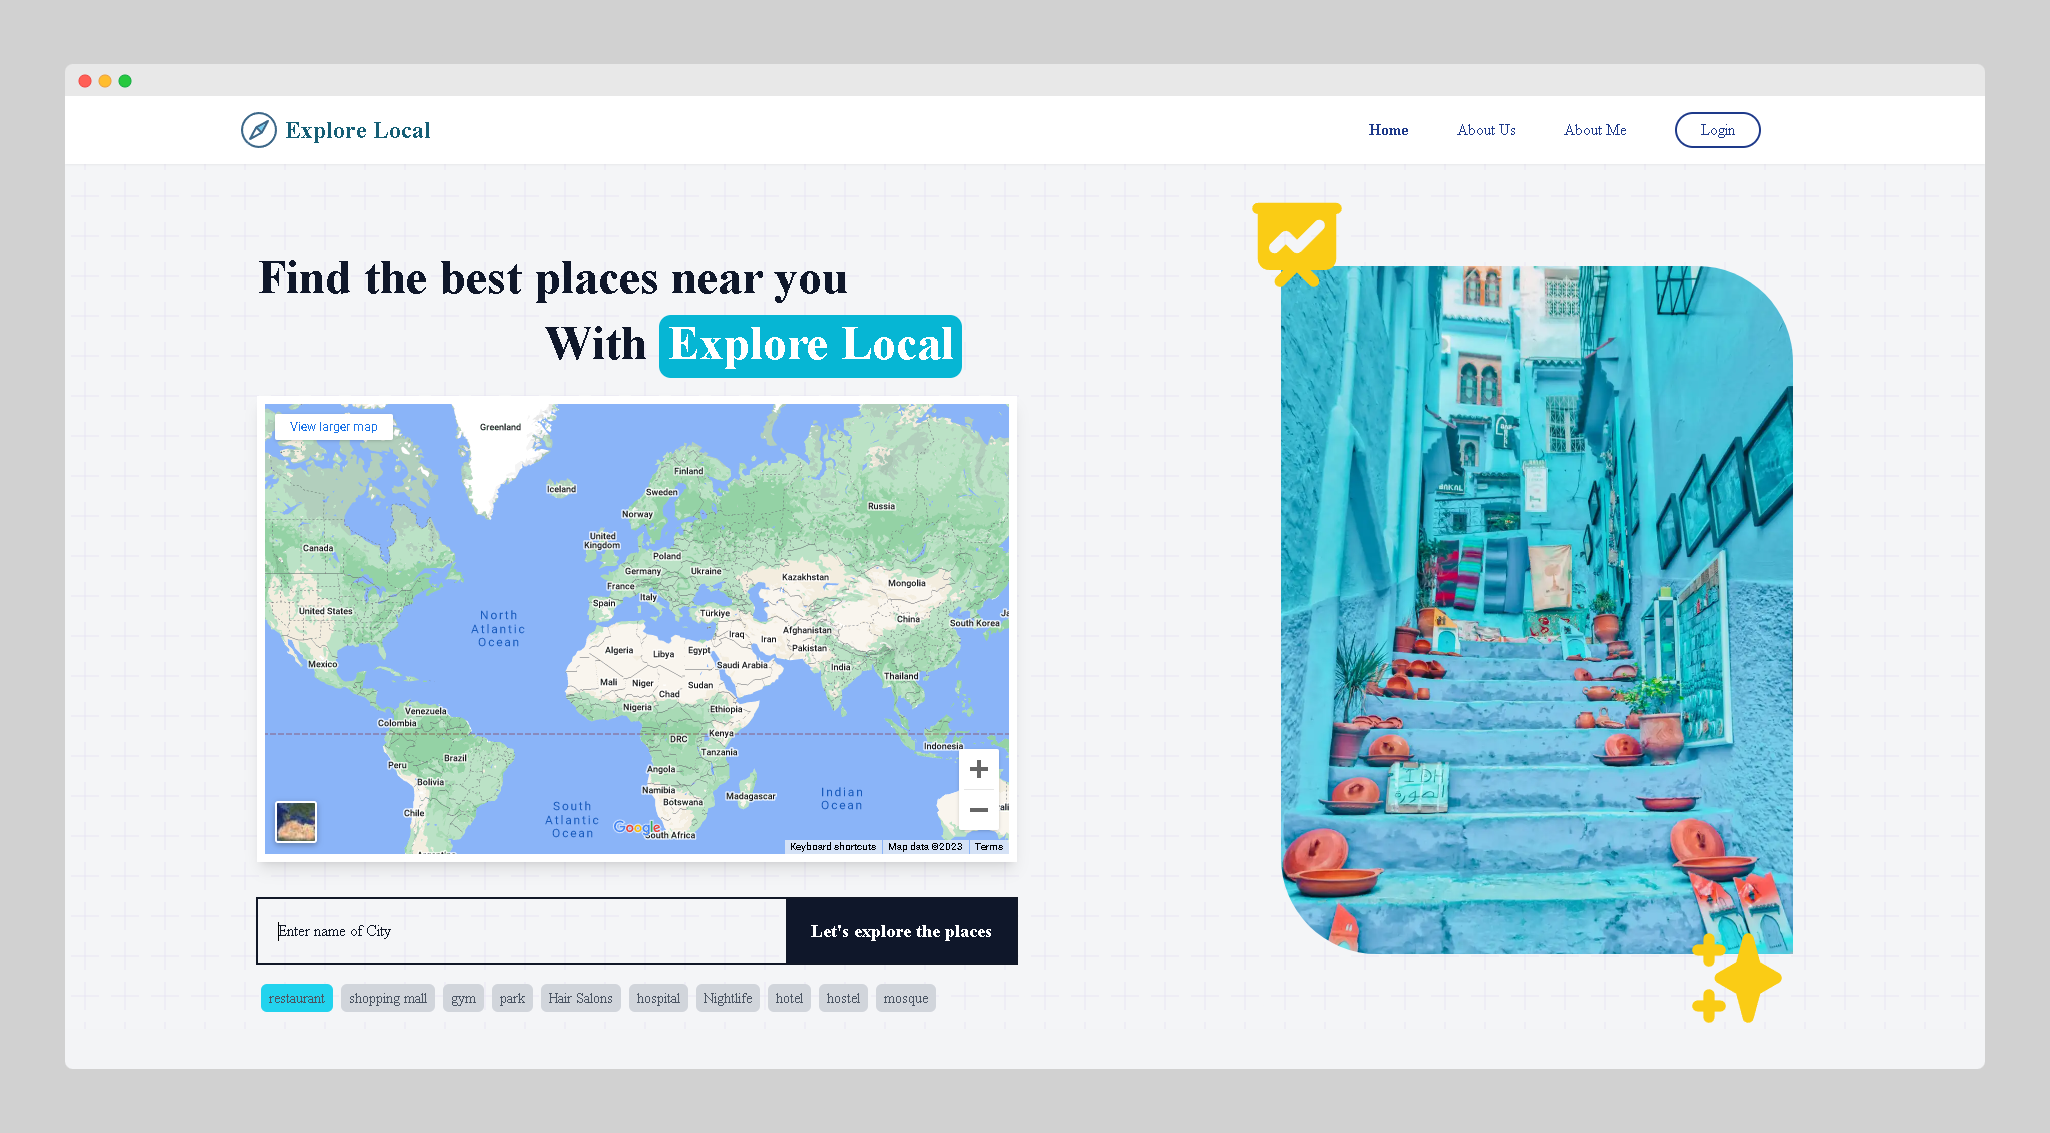 Explore Local
Home
About Us
About Me
Login
Find the best places near you
With Explore Local
View larger map
Greenland
Finland
Iceland
Sweden
Russia
Norway
United
Kingdom
Canada
Poland
Germany
Ukraine
Kazakhstan
Mongolia
France
Italy
Spain
United States
Türkiye
China
South Korea
North
Atlantic
Ocean
Iraq
Iran
Afghanistan
Pakistan
Algeria
Libya
Egypt
Saudi Arabia
India
Mexico
Thailand
Mali
Niger
Sudan
Chad
Nigeria
Ethiopia
Venezuela
Colombia
Kenya
DRC
Tanzania
Indonesia
Peru
Brazil
Angola
Bolivia
Namibia
Botswana
Madagascar
Indian
Ocean
Chile
South
Atlantic
Ocean
Google
South Africa
Keyboard shortcuts
Map data ©2023
Terms
Enter name of City
Let's explore the places
restaurant
shopping mall
gym
park
Hair Salons
hospital
Nightlife
hotel
hostel
mosque